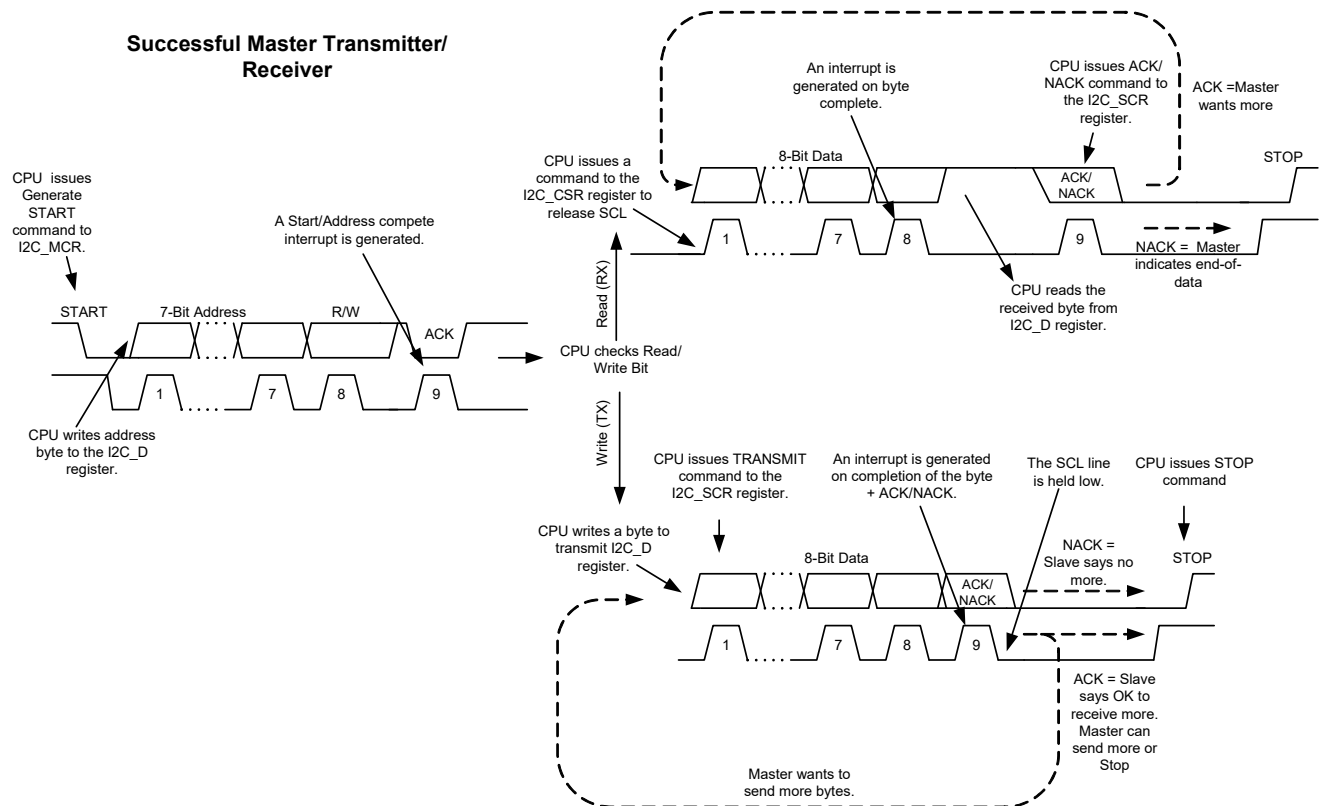 Successful Master Transmitter/
Receiver
CPU  issues
Generate
START
command to
I2C_MCR.
START
A Start/Address compete
interrupt is generated.
7-Bit Address
R/W
ACK
1
7
8
9
CPU writes address
byte to the I2C_D
register.
CPU checks Read/
Write Bit
Read (RX)
Write (TX)
CPU issues a
command to the
I2C_CSR register to
release SCL
An interrupt is
generated on byte
complete.
CPU issues ACK/
NACK command to
the I2C_SCR
register.
ACK =Master
wants more
8-Bit Data
ACK/
NACK
STOP
1
7
8
9
NACK =  Master
indicates end-of-
data
CPU reads the
received byte from
I2C_D register.
CPU issues TRANSMIT
command to the
I2C_SCR register.
An interrupt is generated
on completion of the byte
+ ACK/NACK.
The SCL line
is held low.
CPU issues STOP
command
CPU writes a byte to
transmit I2C_D
register.
8-Bit Data
ACK/
NACK
NACK =
Slave says no
more.
STOP
1
7
8
9
ACK = Slave
says OK to
receive more.
Master can
send more or
Stop
Master wants to
send more bytes.